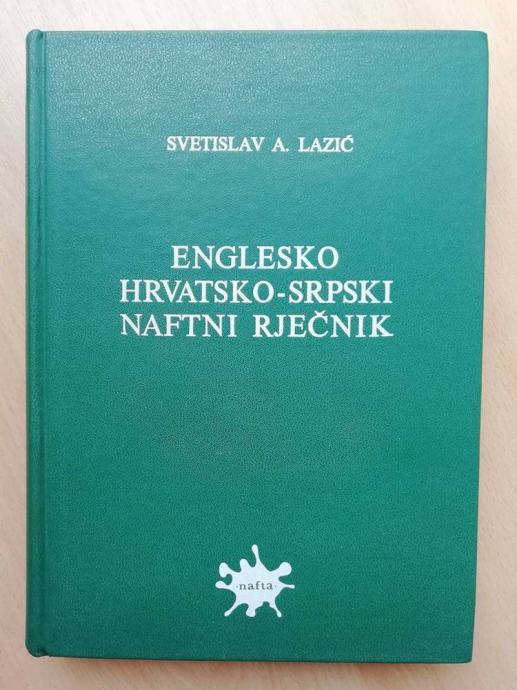 SVETISLAV A. LAZIĆ
ENGLESKO
HRVATSKO-SRPSKI
NAFTNI RJEČNIK
·nafta·